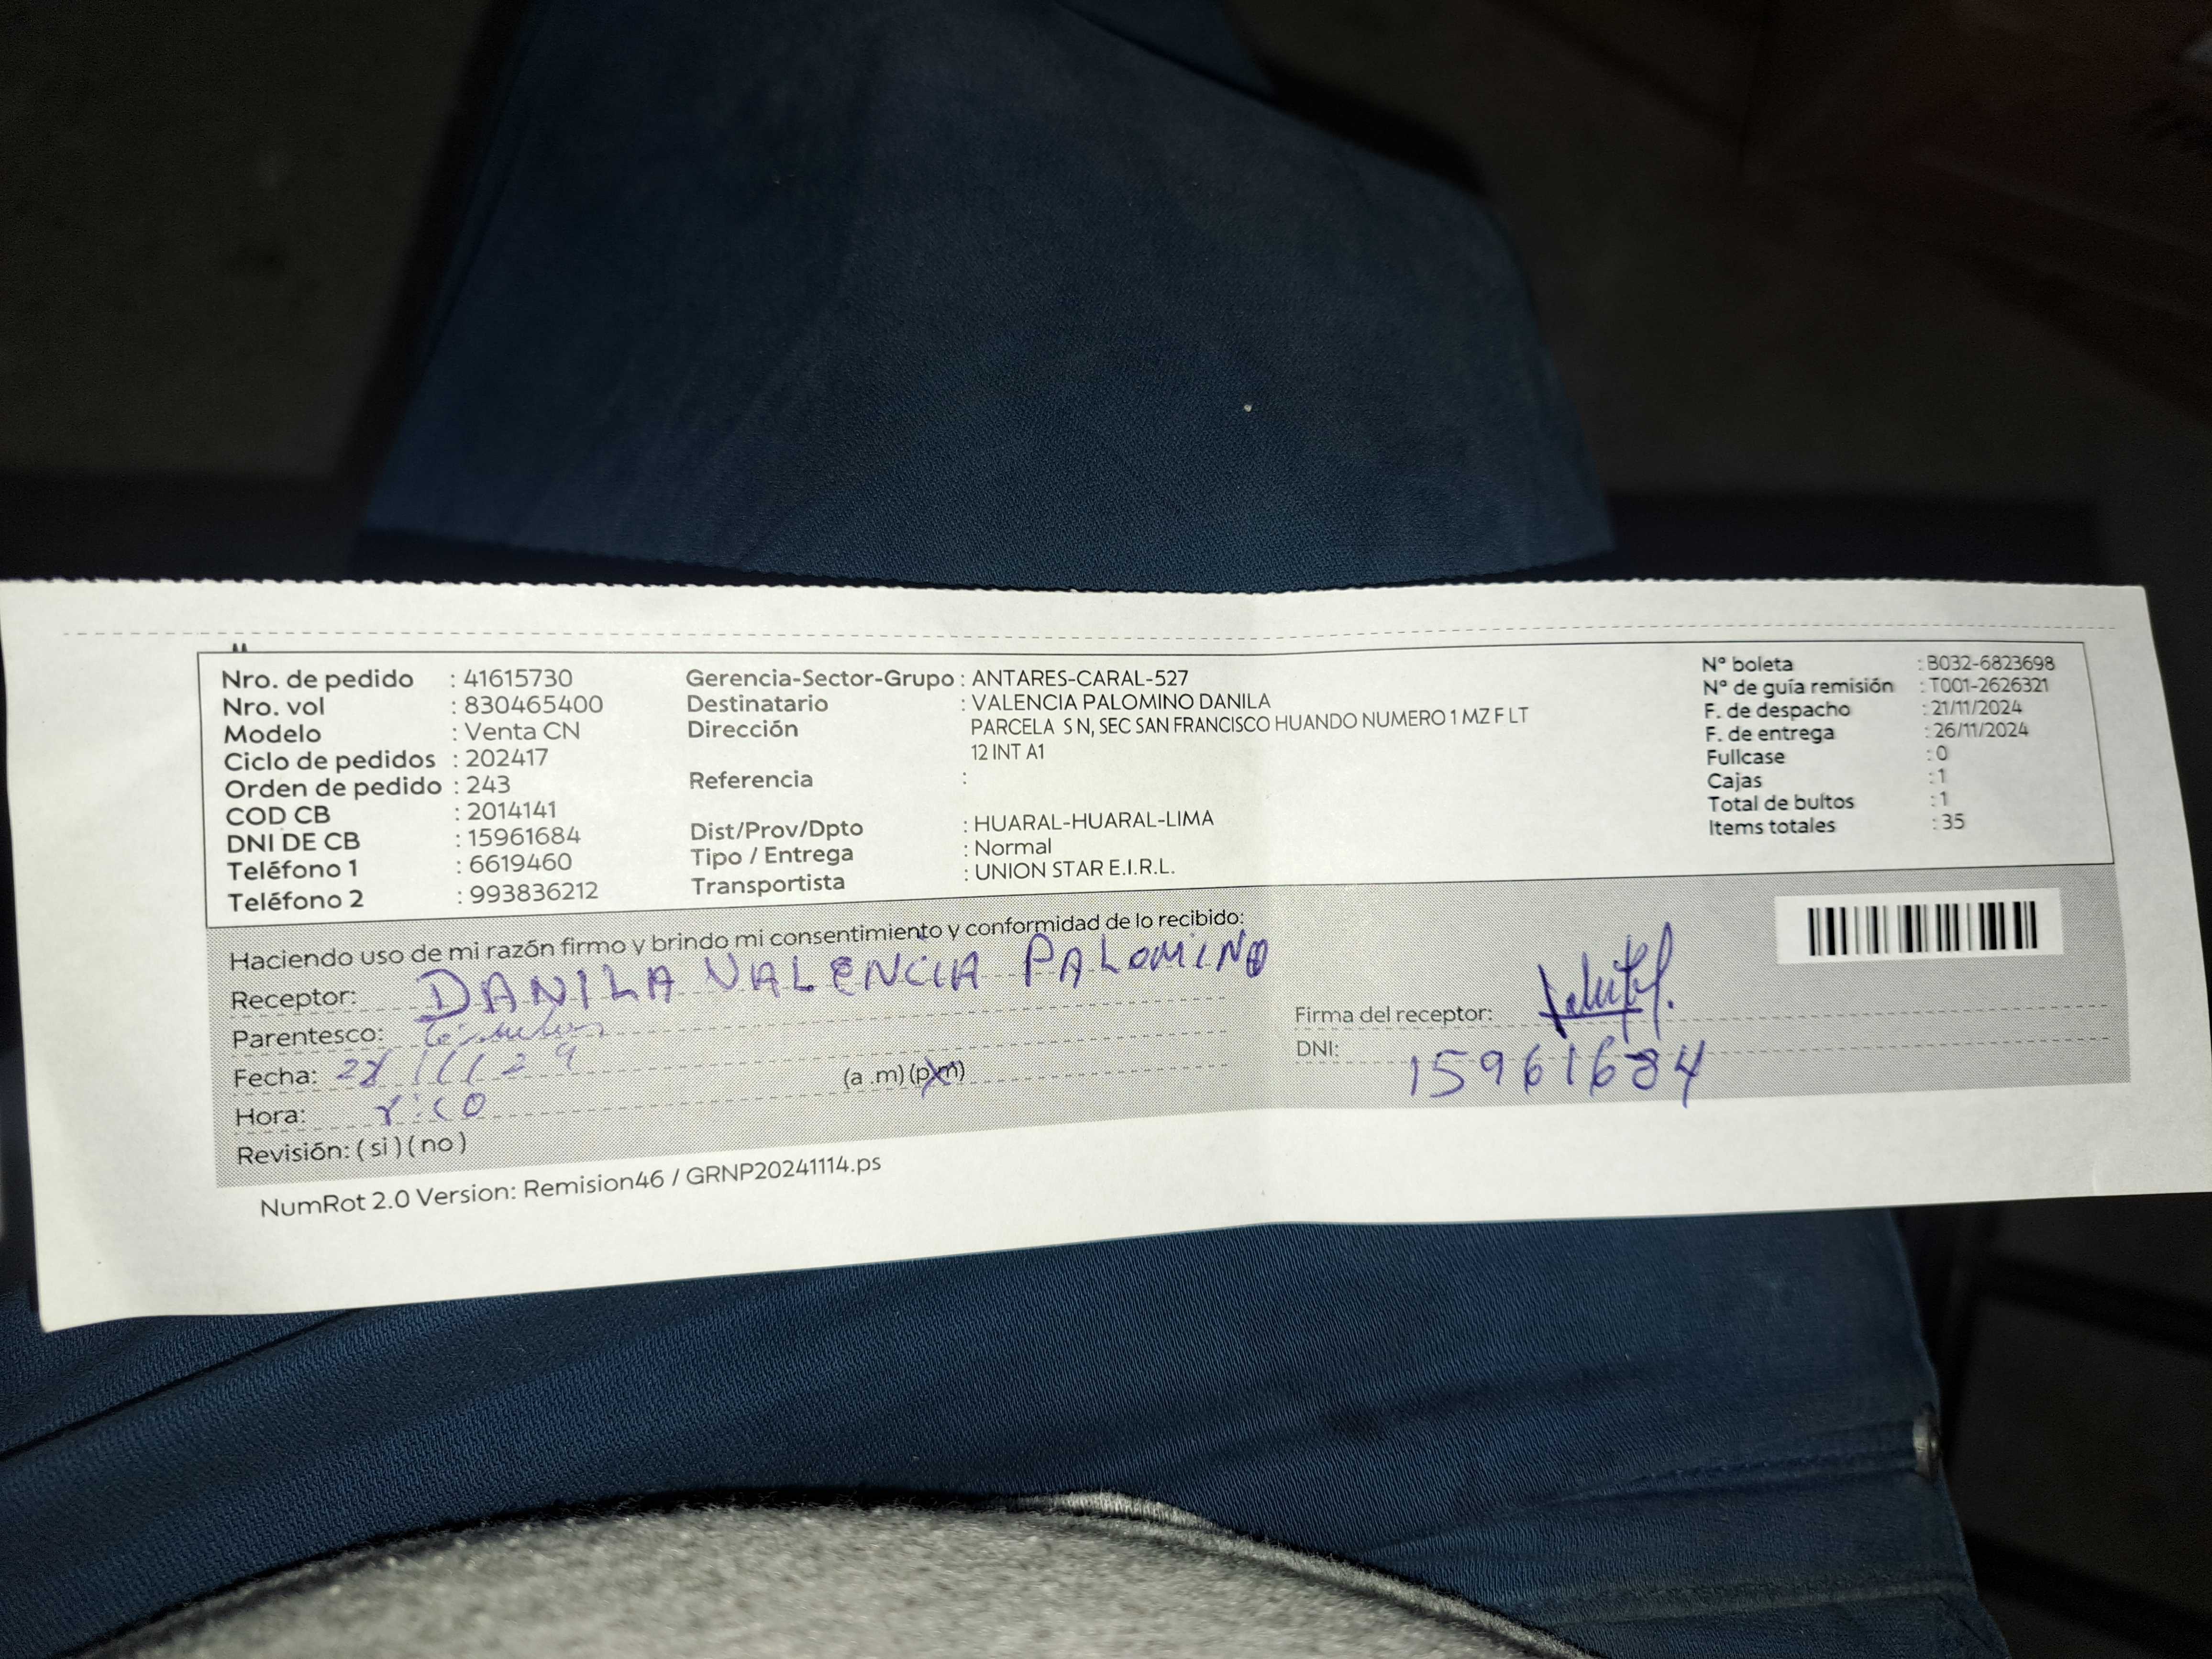 Nro. de pedido : 41615730
Nro. vol : 830465400
Modelo : Venta CN
Ciclo de pedidos : 202417
Orden de pedido : 243
COD CB : 2014141
DNI DE CB : 15961684
Teléfono 1 : 6619460
Teléfono 2 : 993836212
Gerencia-Sector-Grupo : ANTARES-CARAL-527
Destinatario : VALENCIA PALOMINO DANILA
Dirección PARCELA S N, SEC SAN FRANCISCO HUANDO NUMERO 1 MZ F LT
12 INT A1
Referencia :
Dist/Prov/Dpto : HUARAL-HUARAL-LIMA
Tipo / Entrega : Normal
Transportista : UNION STAR E.I.R.L.
N° boleta : B032-6823698
N° de guía remisión : T001-2626321
F. de despacho : 21/11/2024
F. de entrega : 26/11/2024
Fullcase : 0
Cajas : 1
Total de bultos : 1
Items totales : 35
Haciendo uso de mi razón firmo y brindo mi consentimiento y conformidad de lo recibido:
Receptor: DANILA VALENCIA PALOMINO
Parentesco:
Fecha:
Hora: (a .m) (p.m)
Revisión: ( si ) ( no )
Firma del receptor:
DNI: 15961684
NumRot 2.0 Version: Remision46 / GRNP20241114.ps